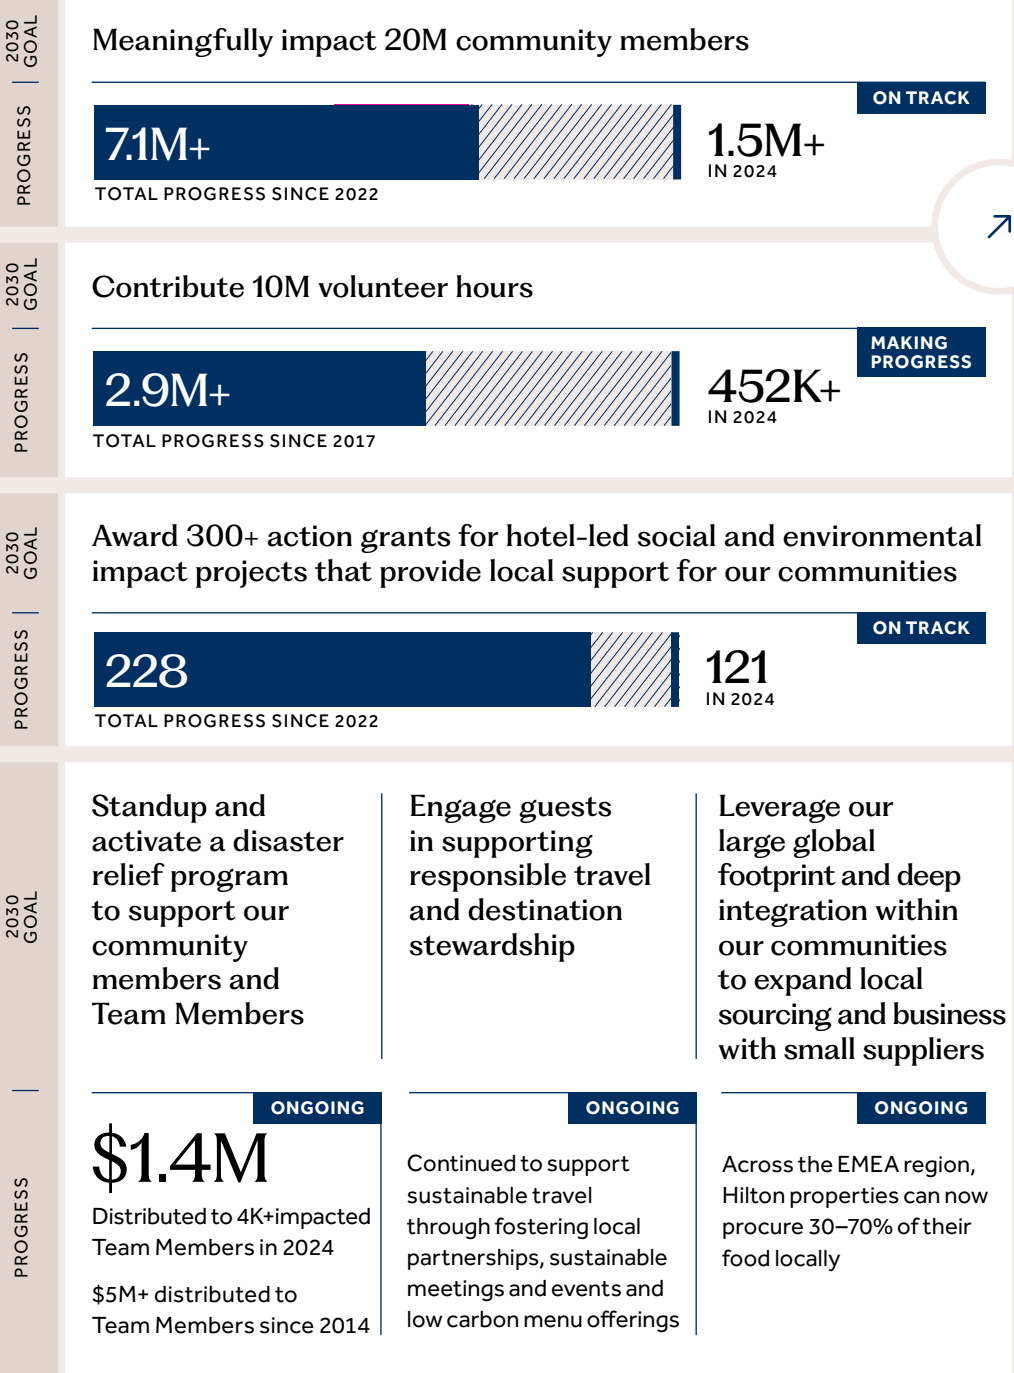 2030
GOAL
Meaningfully impact 20M community members
PROGRESS
ON TRACK
7.1M+
1.5M+
IN 2024
TOTAL PROGRESS SINCE 2022
2030
GOAL
Contribute 10M volunteer hours
PROGRESS
MAKING
PROGRESS
2.9M+
452K+
IN 2024
TOTAL PROGRESS SINCE 2017
2030
GOAL
Award 300+ action grants for hotel-led social and environmental
impact projects that provide local support for our communities
PROGRESS
ON TRACK
228
121
IN 2024
TOTAL PROGRESS SINCE 2022
2030
GOAL
Standup and
activate a disaster
relief program
to support our
community
members and
Team Members
Engage guests
in supporting
responsible travel
and destination
stewardship
Leverage our
large global
footprint and deep
integration within
our communities
to expand local
sourcing and business
with small suppliers
PROGRESS
ONGOING
$1.4M
Distributed to 4K+impacted
Team Members in 2024
$5M+ distributed to
Team Members since 2014
ONGOING
Continued to support
sustainable travel
through fostering local
partnerships, sustainable
meetings and events and
low carbon menu offerings
ONGOING
Across the EMEA region,
Hilton properties can now
procure 30–70% of their
food locally